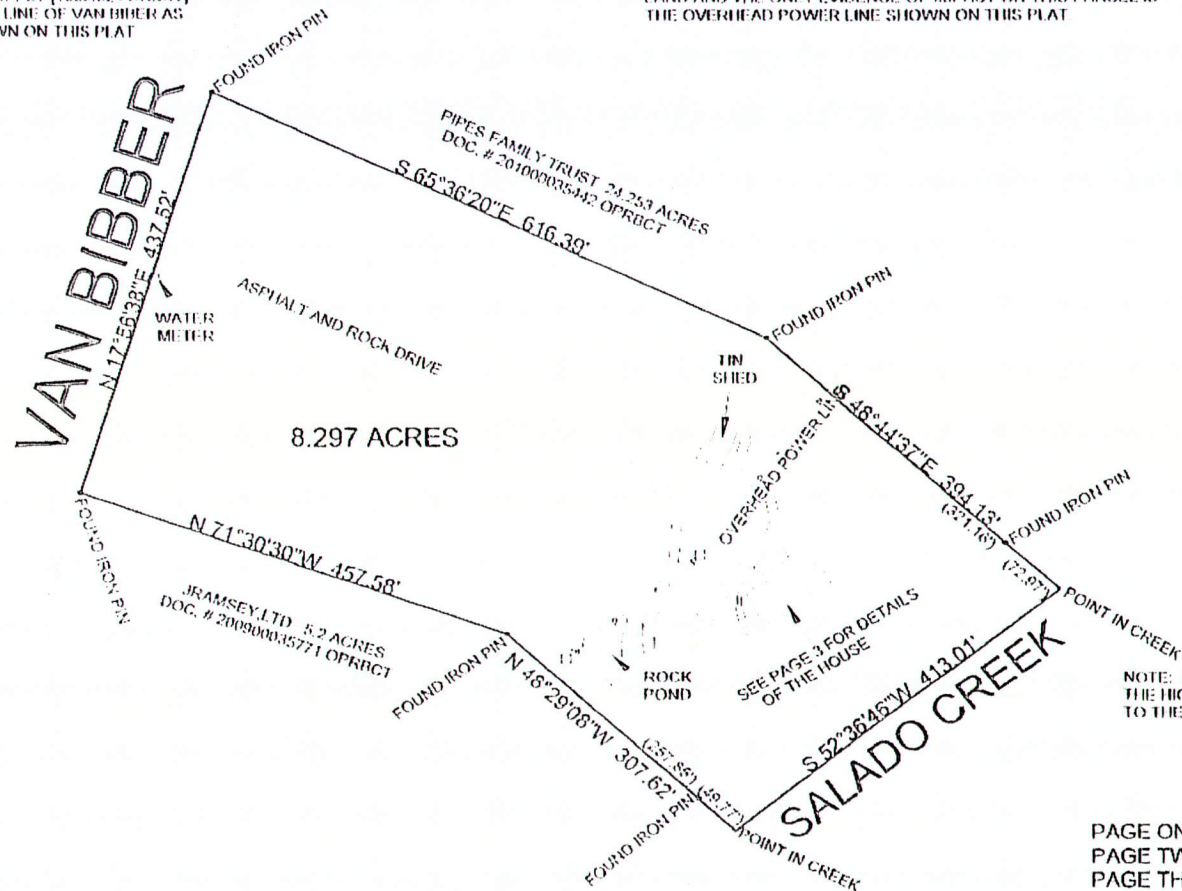 LINE OF VAN BIBER AS
WN ON THIS PLAT
THE OVERHEAD POWER LINE SHOWN ON THIS PLAT.
FOUND IRON PIN
VAN BIBBER
N 17°56'38"E 437.52'
WATER
METER
PIPES FAMILY TRUST 24.253 ACRES
DOC. # 201000035442 OPRBCT
S 65°36'20"E 616.39'
ASPHALT AND ROCK DRIVE
FOUND IRON PIN
TIN
SHED
8.297 ACRES
OVERHEAD POWER LIN
S 48°44'37"E 394.13'
(321.16')
FOUND IRON PIN
(72.97')
FOUND IRON PIN
N 71°30'30"W 457.58'
JRAMSEY,LTD 5.2 ACRES
DOC. # 200900035771 OPRBCT
FOUND IRON PIN
N 46°29'08"W 307.62'
(257.85') (49.77')
ROCK
POND
SEE PAGE 3 FOR DETAILS
OF THE HOUSE
S 52°36'46"W 413.01'
SALADO CREEK
POINT IN CREEK
NOTE:
THE HIG
TO THE
FOUND IRON PIN
POINT IN CREEK
PAGE ON
PAGE TW
PAGE TH